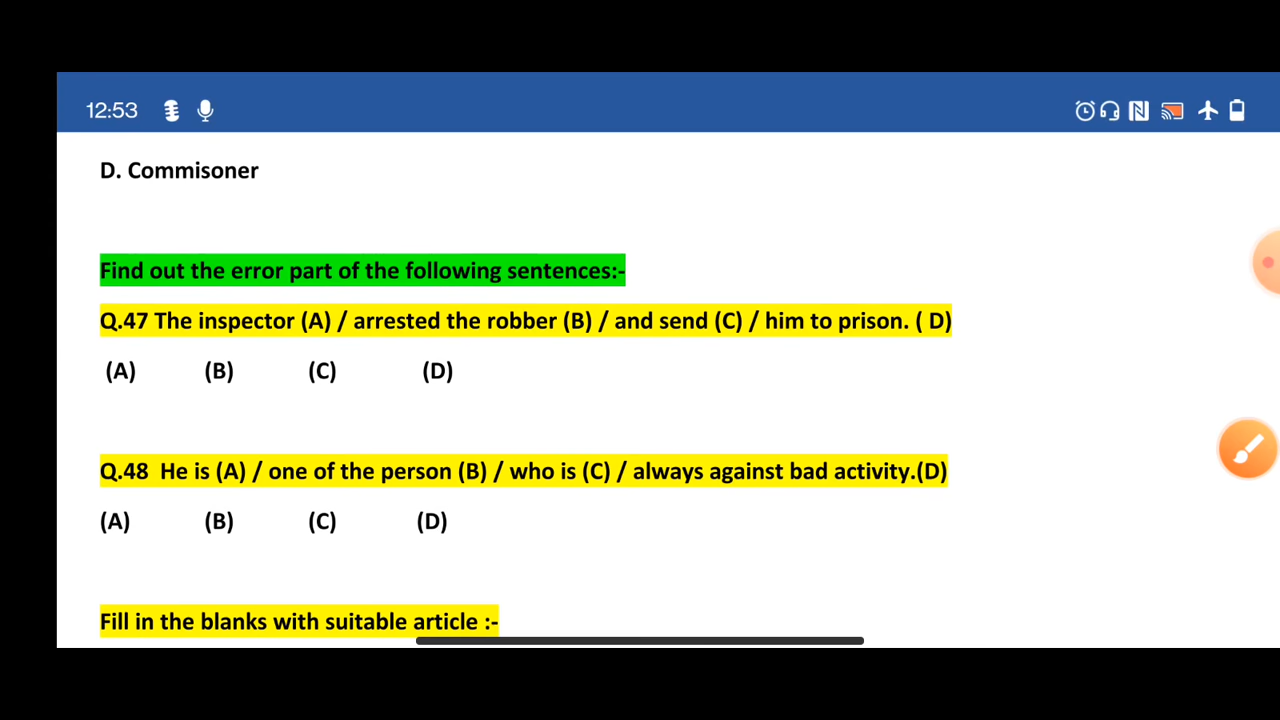 12:53
D. Commisoner
Find out the error part of the following sentences:-
Q.47 The inspector (A) / arrested the robber (B) / and send (C) / him to prison. ( D)
(A) (B) (C) (D)
Q.48 He is (A) / one of the person (B) / who is (C) / always against bad activity.(D)
(A) (B) (C) (D)
Fill in the blanks with suitable article :-